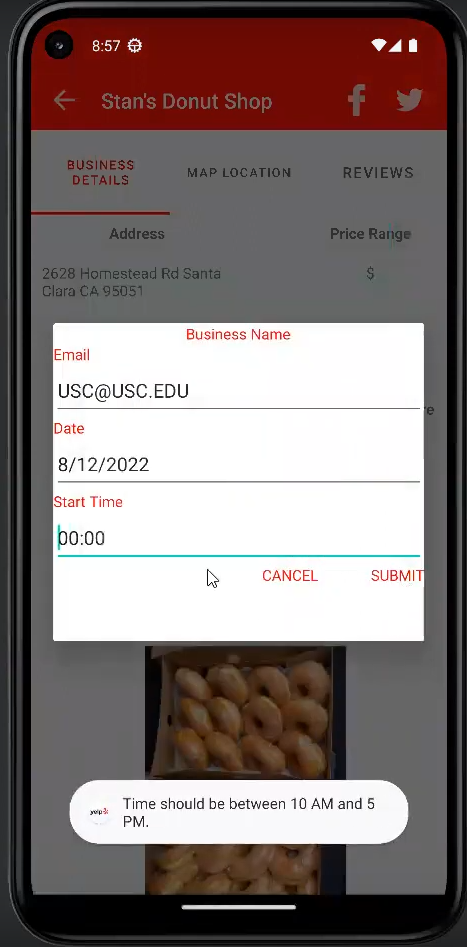 8:57
Stan's Donut Shop
BUSINESS
DETAILS
MAP LOCATION
REVIEWS
Address
Price Range
2628 Homestead Rd Santa
Clara CA 95051
$
Business Name
Email
USC@USC.EDU
re
Date
8/12/2022
Start Time
00:00
CANCEL
SUBMIT
yelp
Time should be between 10 AM and 5
PM.